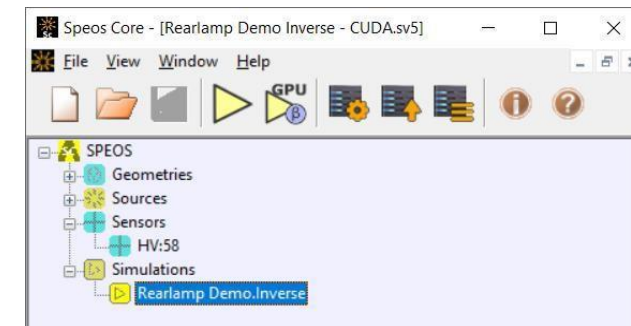 Speos Core - [Rearlamp Demo Inverse - CUDA.sv5]
File View Window Help
GPU
β
SPEOS
Geometries
Sources
Sensors
HV:58
Simulations
Rearlamp Demo.Inverse